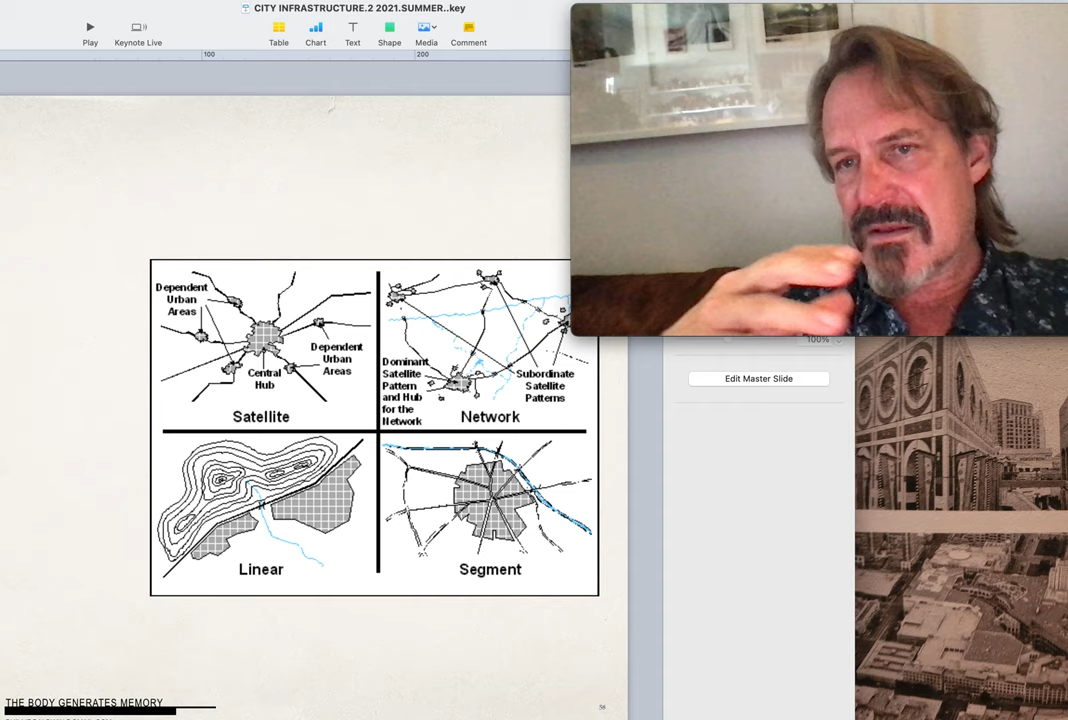 CITY INFRASTRUCTURE.2 2021.SUMMER..key
Play
Keynote Live
Table
Chart
Text
Shape
Media
Comment
100
200
Dependent
Urban
Areas
Dependent
Urban
Areas
Central
Hub
Satellite
Dominant
Satellite
Pattern
and Hub
for the
Network
Subordinate
Satellite
Patterns
Network
Linear
Segment
100%
Edit Master Slide
THE BODY GENERATES MEMORY
58